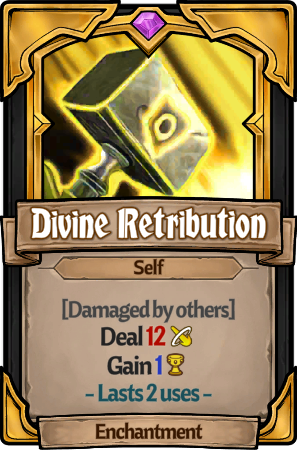 Divine Retribution
Self
[Damaged by others]
Deal 12
Gain 1
- Lasts 2 uses -
Enchantment